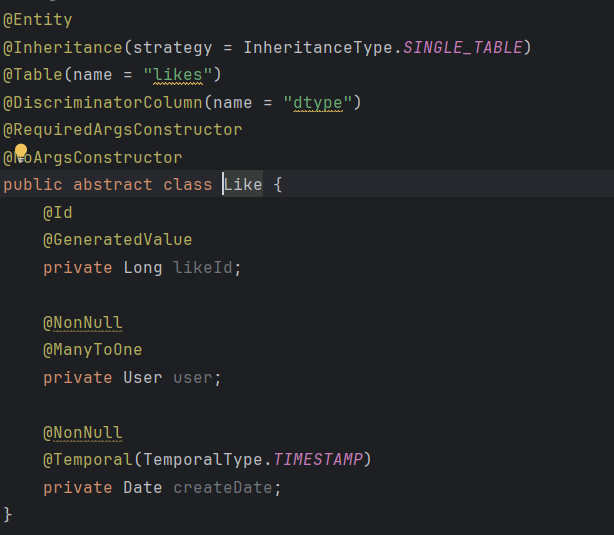 @Entity
@Inheritance(strategy = InheritanceType.SINGLE_TABLE)
@Table(name = "likes")
@DiscriminatorColumn(name = "dtype")
@RequiredArgsConstructor
@NoArgsConstructor
public abstract class Like {
@Id
@GeneratedValue
private Long likeId;
@NonNull
@ManyToOne
private User user;
@NonNull
@Temporal(TemporalType.TIMESTAMP)
private Date createDate;
}